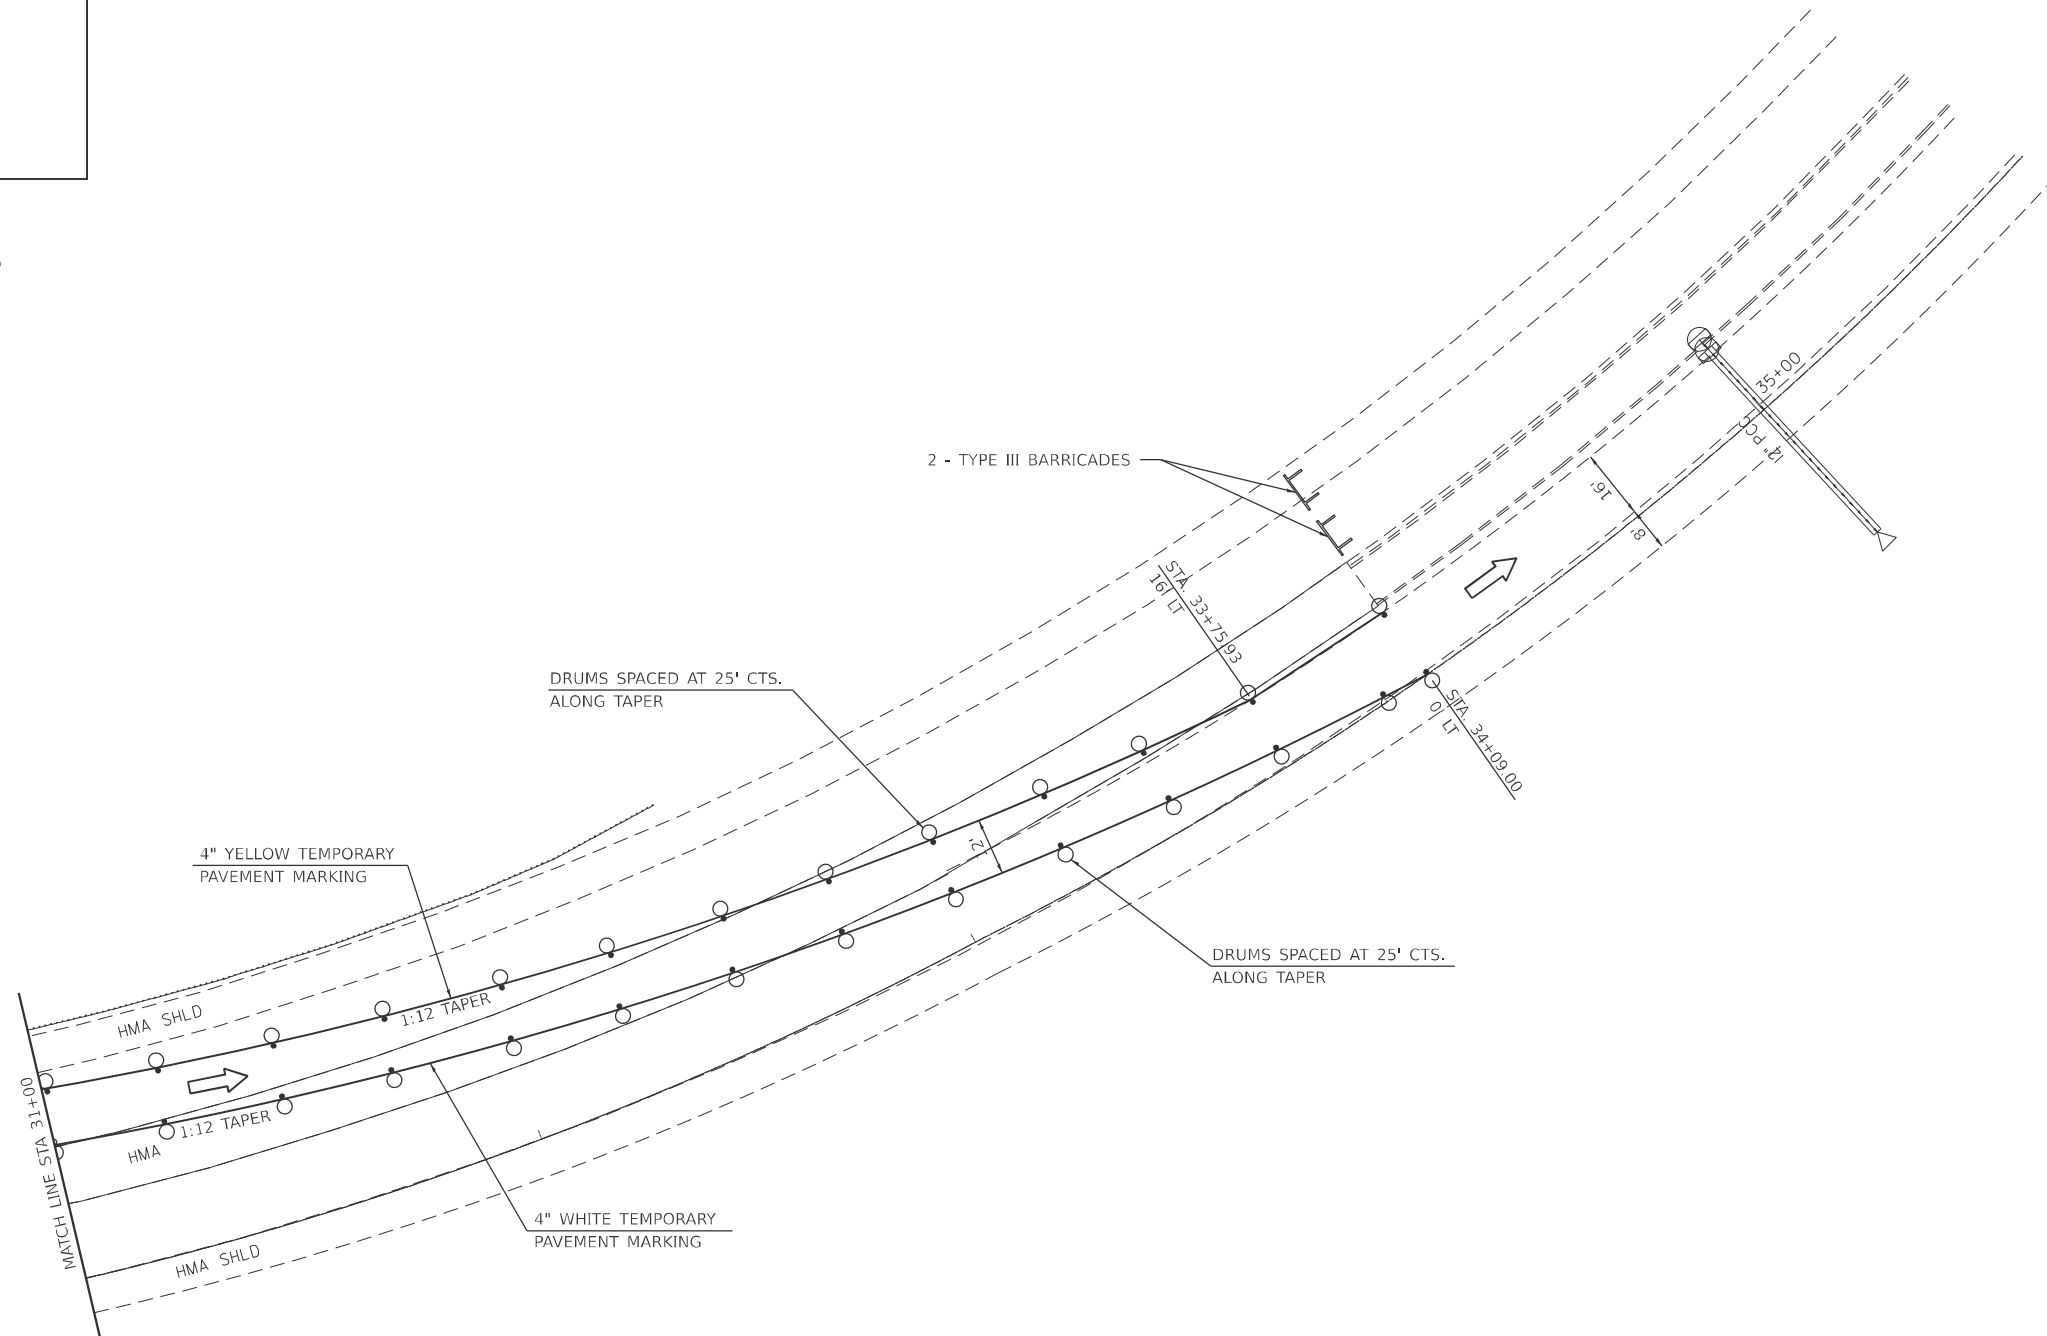 35+00
12' PCC
2 - TYPE III BARRICADES
16'
8'
STA. 33+75.93
16' LT
DRUMS SPACED AT 25' CTS.
ALONG TAPER
STA. 34+09.00
0' LT
12'
4" YELLOW TEMPORARY
PAVEMENT MARKING
DRUMS SPACED AT 25' CTS.
ALONG TAPER
HMA SHLD
1:12 TAPER
MATCH LINE STA 31+00
1:12 TAPER
HMA
4" WHITE TEMPORARY
PAVEMENT MARKING
HMA SHLD